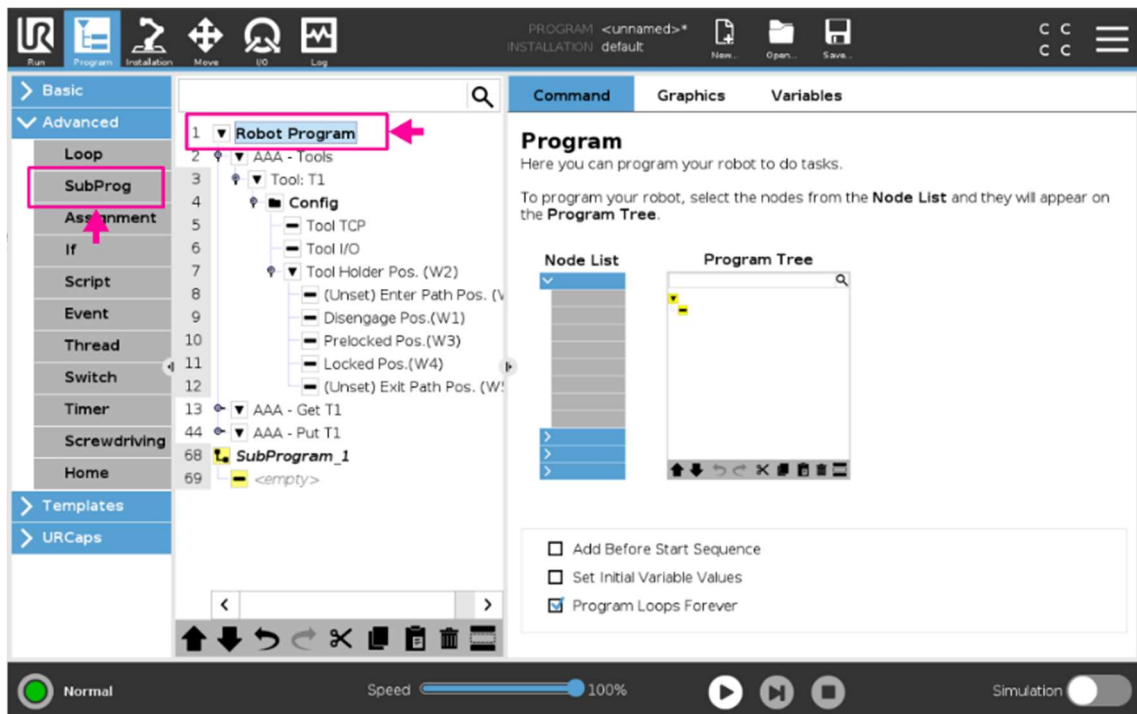 UR
PROGRAM <unnamed>*
INSTALLATION default
Run Program Installation Move I/O Log New... Open... Save...
C C
C C
Basic
Advanced
Loop
SubProg
Assignment
If
Script
Event
Thread
Switch
Timer
Screwdriving
Home
Templates
URCaps
1 Robot Program
2 AAA - Tools
3 Tool: T1
4 Config
5 Tool TCP
6 Tool I/O
7 Tool Holder Pos. (W2)
8 (Unset) Enter Path Pos. (
9 Disengage Pos.(W1)
10 Prelocked Pos.(W3)
11 Locked Pos.(W4)
12 (Unset) Exit Path Pos. (
13 AAA - Get T1
44 AAA - Put T1
68 SubProgram_1
69 <empty>
Command Graphics Variables
Program
Here you can program your robot to do tasks.
To program your robot, select the nodes from the Node List and they will appear on
the Program Tree.
Node List Program Tree
Add Before Start Sequence
Set Initial Variable Values
Program Loops Forever
Normal Speed 100% Simulation